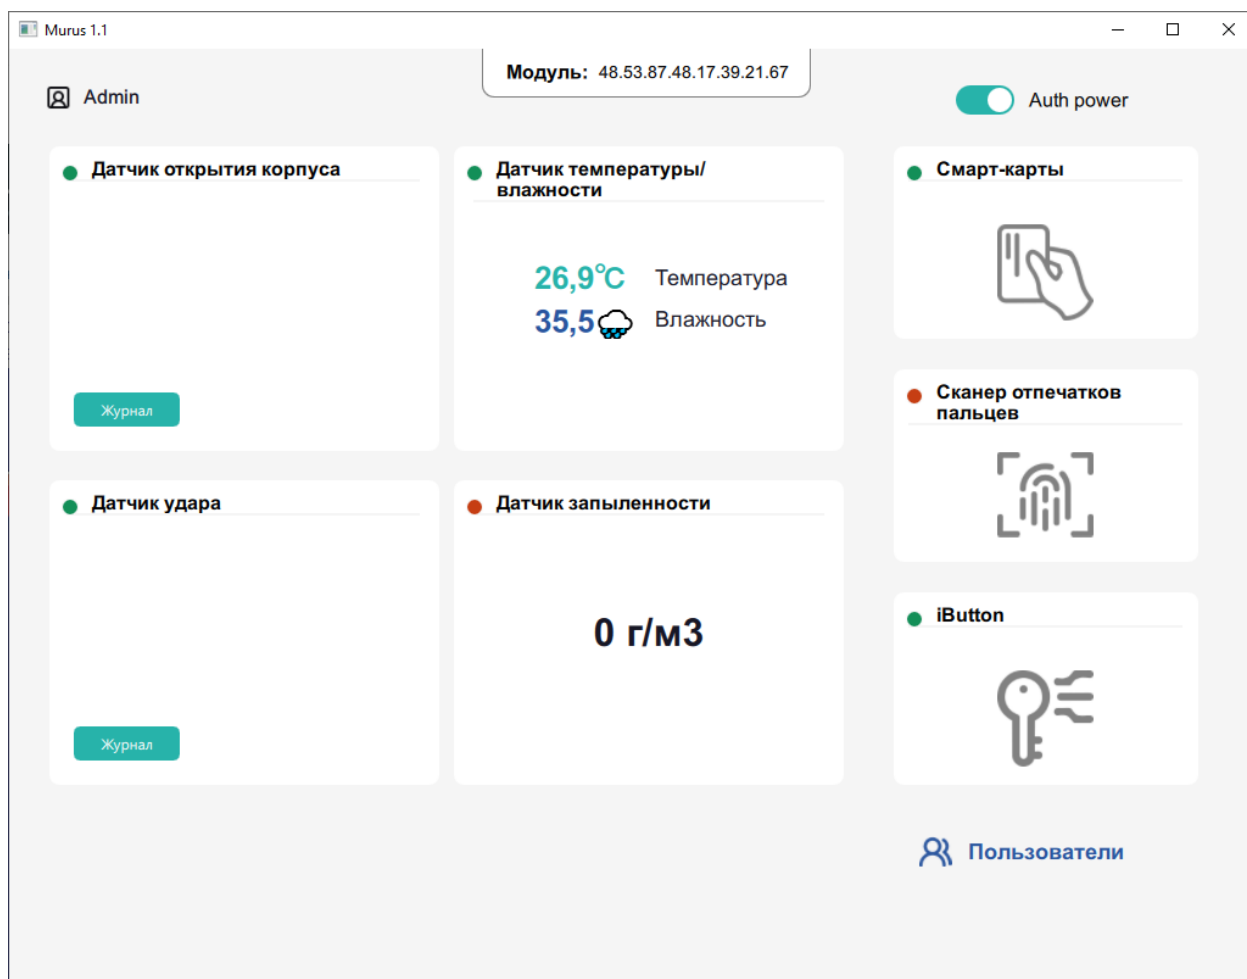 Murus 1.1
Модуль: 48.53.87.48.17.39.21.67
Admin
Auth power
Датчик открытия корпуса
Журнал
Датчик температуры/
влажности
26,9°C Температура
35,5 Влажность
Смарт-карты
Сканер отпечатков
пальцев
Датчик удара
Журнал
Датчик запыленности
0 г/м3
iButton
Пользователи